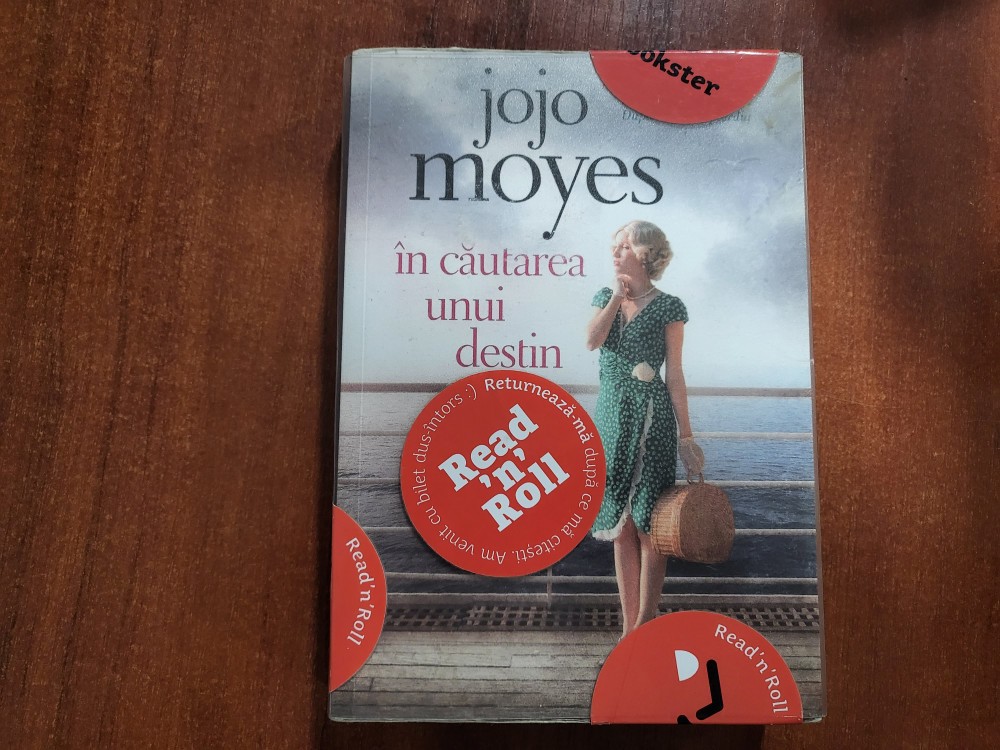 ookster
jojo
moyes
în căutarea
unui
destin
Returnează-mă după ce mă citești. Am venit cu bilet dus-întors :)
Read
'n'
Roll
Read'n'Roll
Read'n'Roll